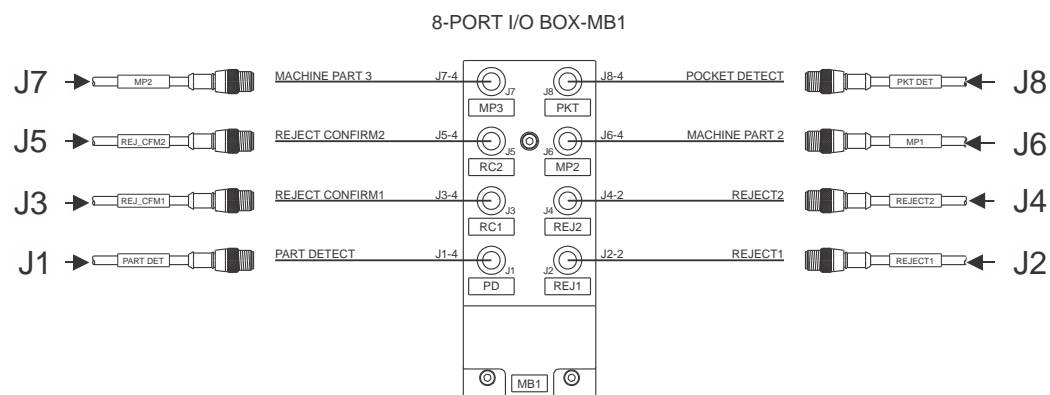 8-PORT I/O BOX-MB1
J7 MP2 MACHINE PART 3 J7-4 J7 J8 J8-4 POCKET DETECT PKT DET J8
MP3 PKT
J5 REJ_CFM2 REJECT CONFIRM2 J5-4 J5 J6 J6-4 MACHINE PART 2 MP1 J6
RC2 MP2
J3 REJ_CFM1 REJECT CONFIRM1 J3-4 J3 J4 J4-2 REJECT2 REJECT2 J4
RC1 REJ2
J1 PART DET PART DETECT J1-4 J1 J2 J2-2 REJECT1 REJECT1 J2
PD REJ1
MB1